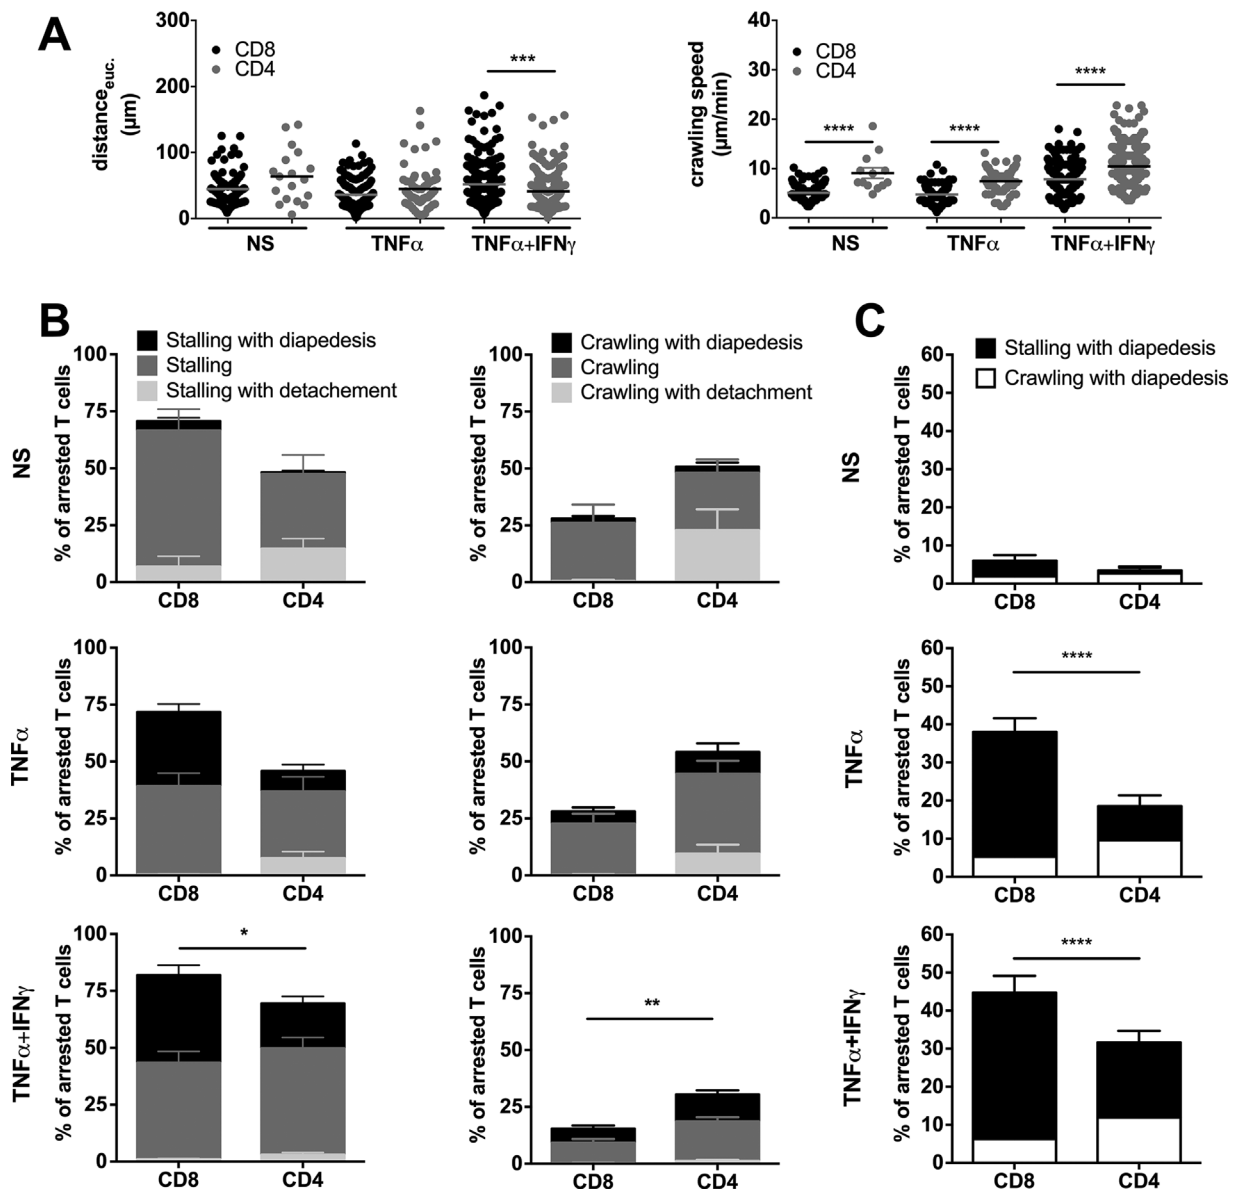 A
distance euc. (µm)
300
200
100
0
CD8
CD4
***
NS
TNFα
TNFα+IFNγ
crawling speed (µm/min)
40
30
20
10
0
CD8
CD4
****
****
****
NS
TNFα
TNFα+IFNγ
B
Stalling with diapedesis
Stalling
Stalling with detachement
NS
% of arrested T cells
100
75
50
25
0
CD8
CD4
Crawling with diapedesis
Crawling
Crawling with detachment
% of arrested T cells
100
75
50
25
0
CD8
CD4
C
Stalling with diapedesis
Crawling with diapedesis
NS
% of arrested T cells
60
50
40
30
20
10
0
CD8
CD4
TNFα
% of arrested T cells
100
75
50
25
0
CD8
CD4
% of arrested T cells
100
75
50
25
0
CD8
CD4
TNFα
% of arrested T cells
60
50
40
30
20
10
0
****
CD8
CD4
TNFα+IFNγ
% of arrested T cells
100
75
50
25
0
*
CD8
CD4
% of arrested T cells
100
75
50
25
0
**
CD8
CD4
TNFα+IFNγ
% of arrested T cells
60
50
40
30
20
10
0
****
CD8
CD4